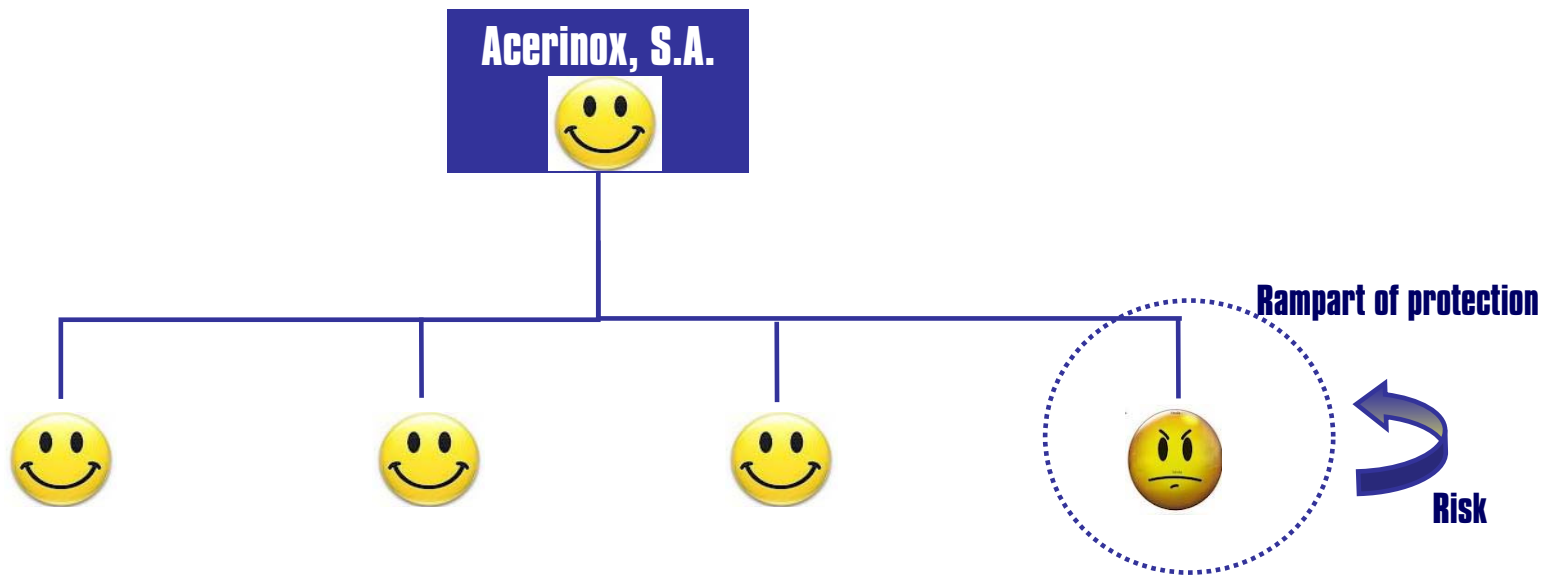 Acerinox, S.A.
Rampart of protection
Risk